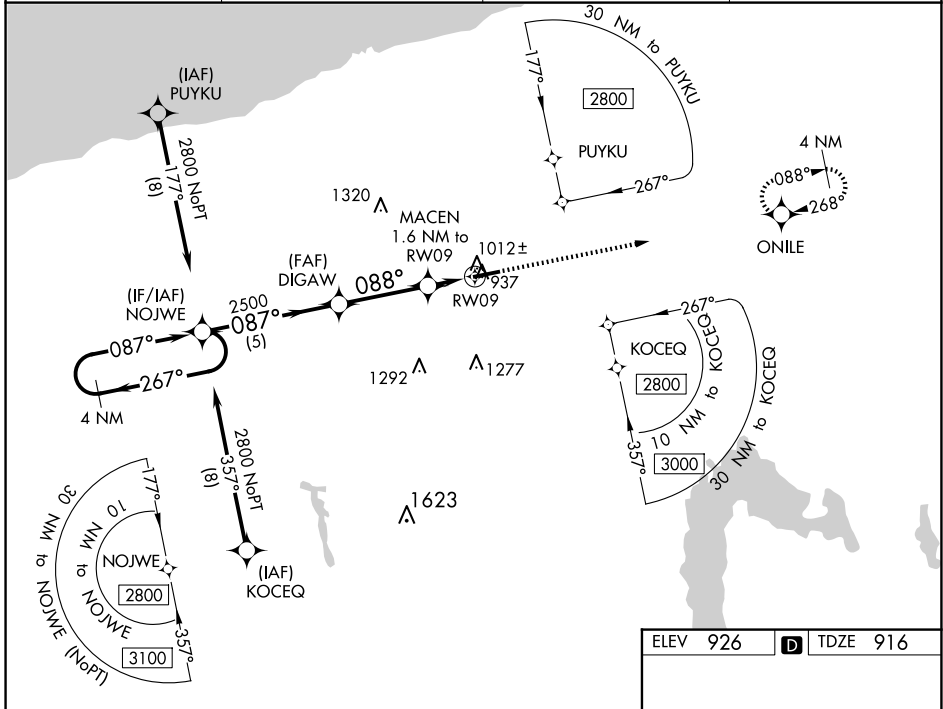 30 NM to PUYKU
177°
2800
PUYKU
267°
(IAF)
PUYKU
2800 NoPT
177°
(8)
4 NM
088°
268°
ONILE
1320
MACEN
1.6 NM to
RW09
1012±
937
RW09
(FAF)
DIGAW
088°
(IF/IAF)
NOJWE
2500
087°
(5)
087°
267°
4 NM
1292
1277
267°
KOCEQ
2800
10 NM to KOCEQ
3000
30 NM to KOCEQ
357°
2800 NoPT
357°
(8)
(IAF)
KOCEQ
1623
177°
NOJWE
2800
10 NM to NOJWE
3100
30 NM to NOJWE (NoPT)
357°
ELEV 926 D TDZE 916